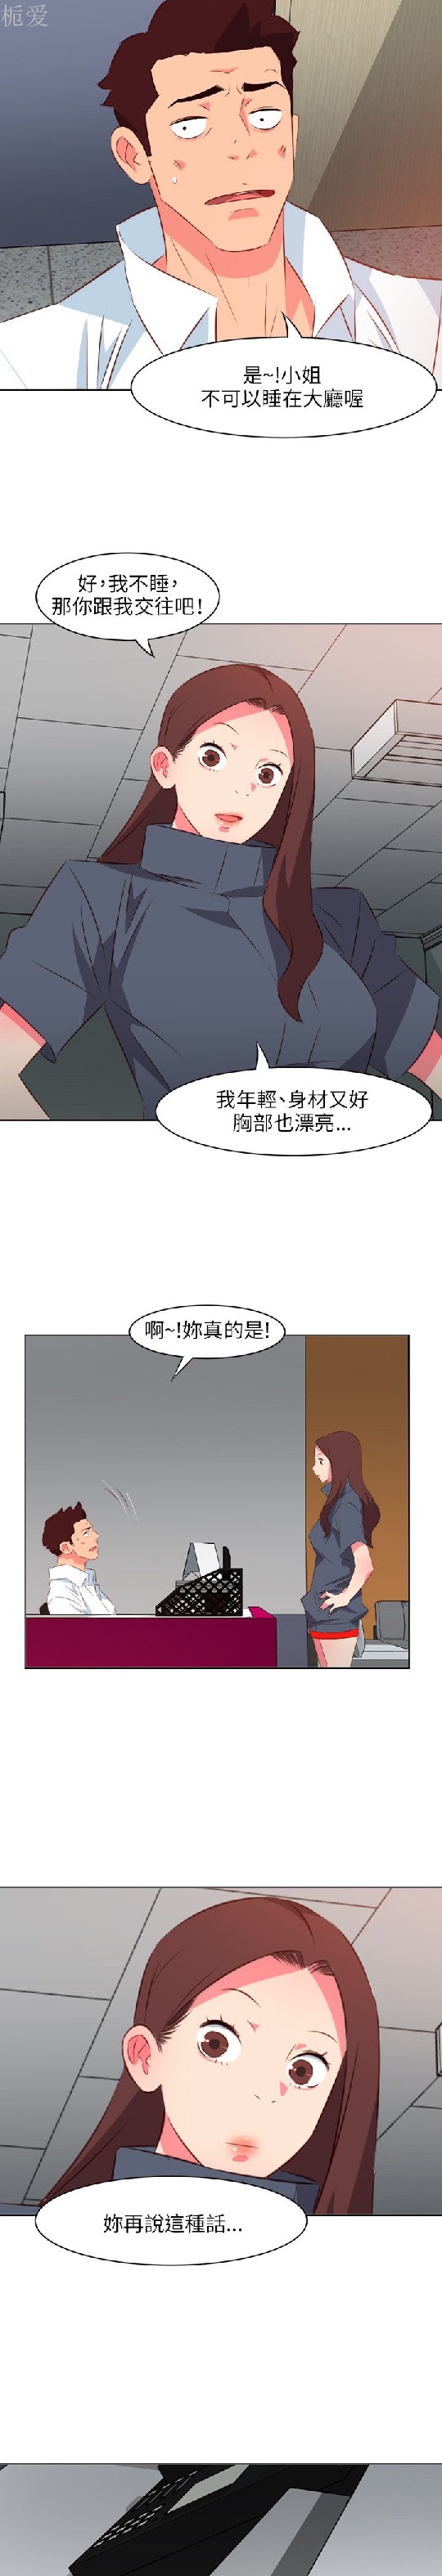 栀爱
是~!小姐
不可以睡在大廳喔
好,我不睡,
那你跟我交往吧!
我年輕、身材又好
胸部也漂亮...
啊~!妳真的是!
妳再說這種話...